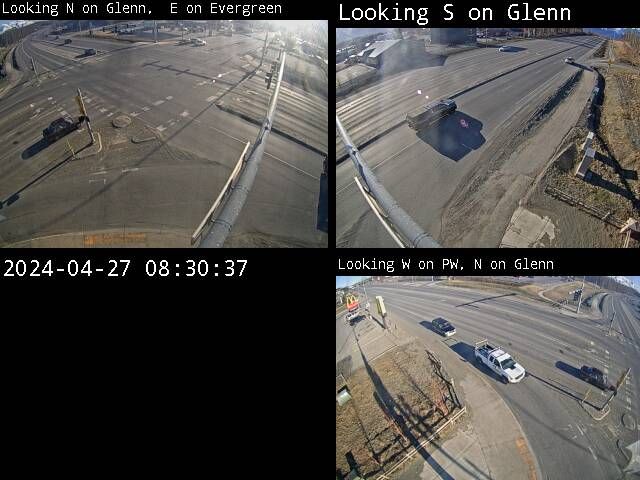 Looking N on Glenn,  E on Evergreen
Looking S on Glenn
2024-04-27 08:30:37
Looking W on PW, N on Glenn